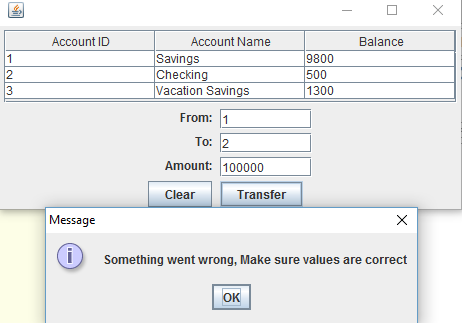 Account ID Account Name Balance
1 Savings 9800
2 Checking 500
3 Vacation Savings 1300
From: 1
To: 2
Amount: 100000
Clear Transfer
Message
Something went wrong, Make sure values are correct
OK